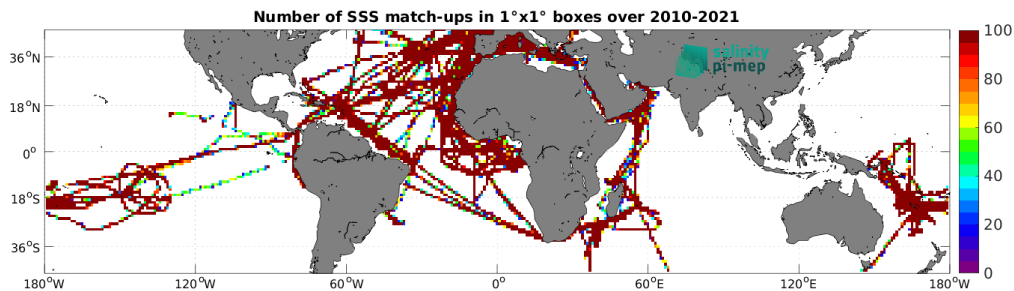 Number of SSS match-ups in 1°x1° boxes over 2010-2021
salinity
pi-mep
36°N
18°N
0°
18°S
36°S
180°W 120°W 60°W 0° 60°E 120°E 180°W
100
80
60
40
20
0